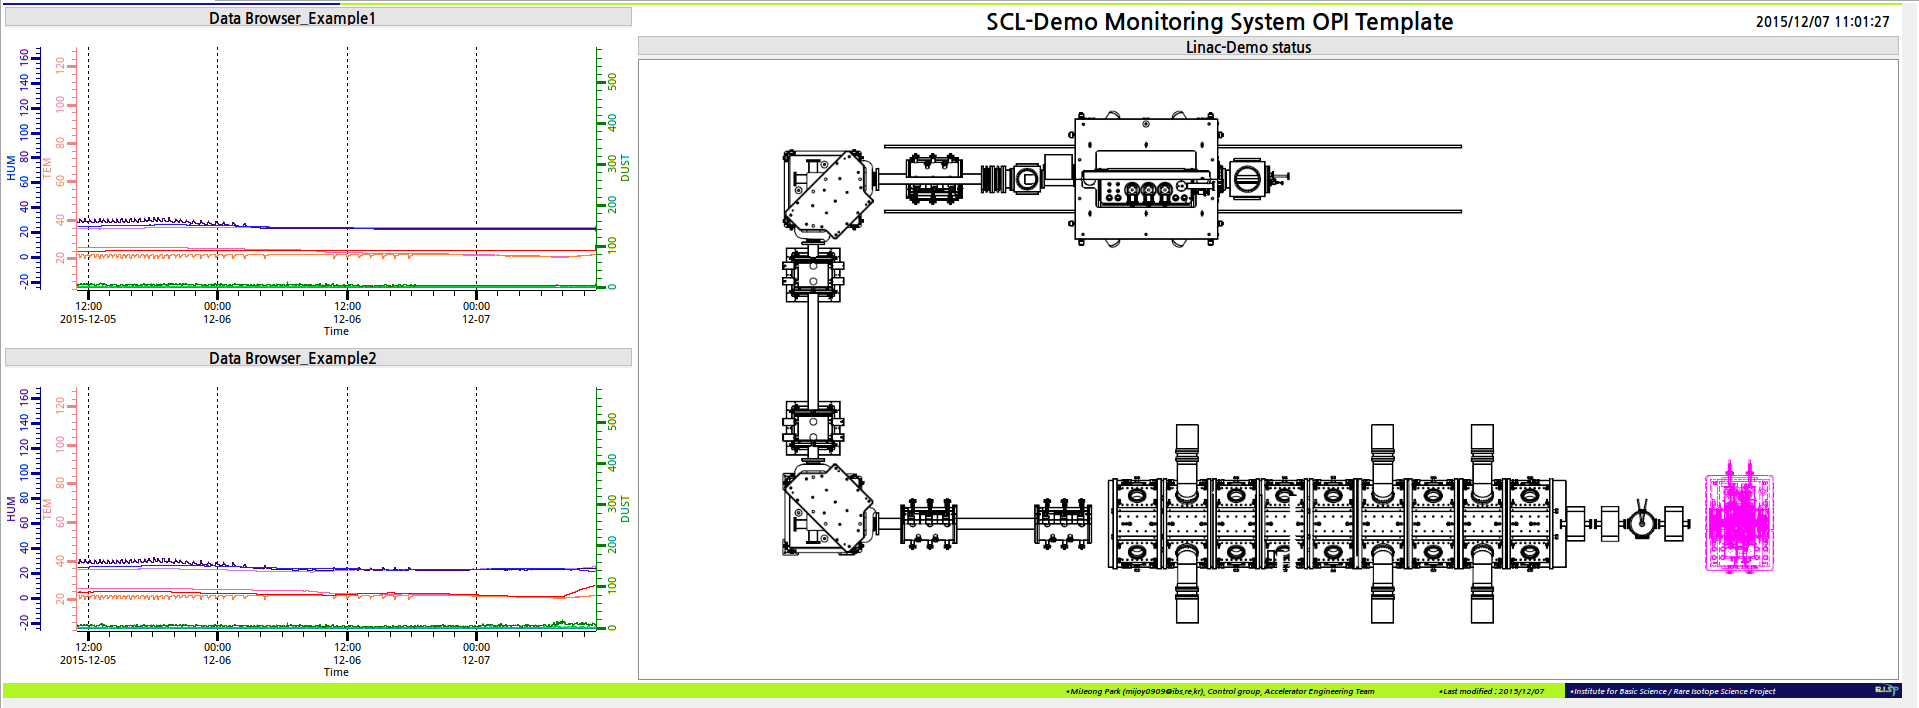 SCL-Demo Monitoring System OPI Template
2015/12/07 11:01:27
Data Browser_Example1
Linac-Demo status
HUM
160
140
120
100
80
60
40
20
0
-20
TEM
120
100
80
60
40
20
DUST
500
400
300
200
100
0
12:00 00:00 12:00 00:00
2015-12-05 12-06 12-06 12-07
Time
Data Browser_Example2
HUM
160
140
120
100
80
60
40
20
0
-20
TEM
120
100
80
60
40
20
DUST
500
400
300
200
100
0
12:00 00:00 12:00 00:00
2015-12-05 12-06 12-06 12-07
Time
•MiJeong Park (mijoy0909@ibs,re,kr), Control group, Accelerator Engineering Team
•Last modified : 2015/12/07
•Institute for Basic Science / Rare Isotope Science Project
R.I.S.P